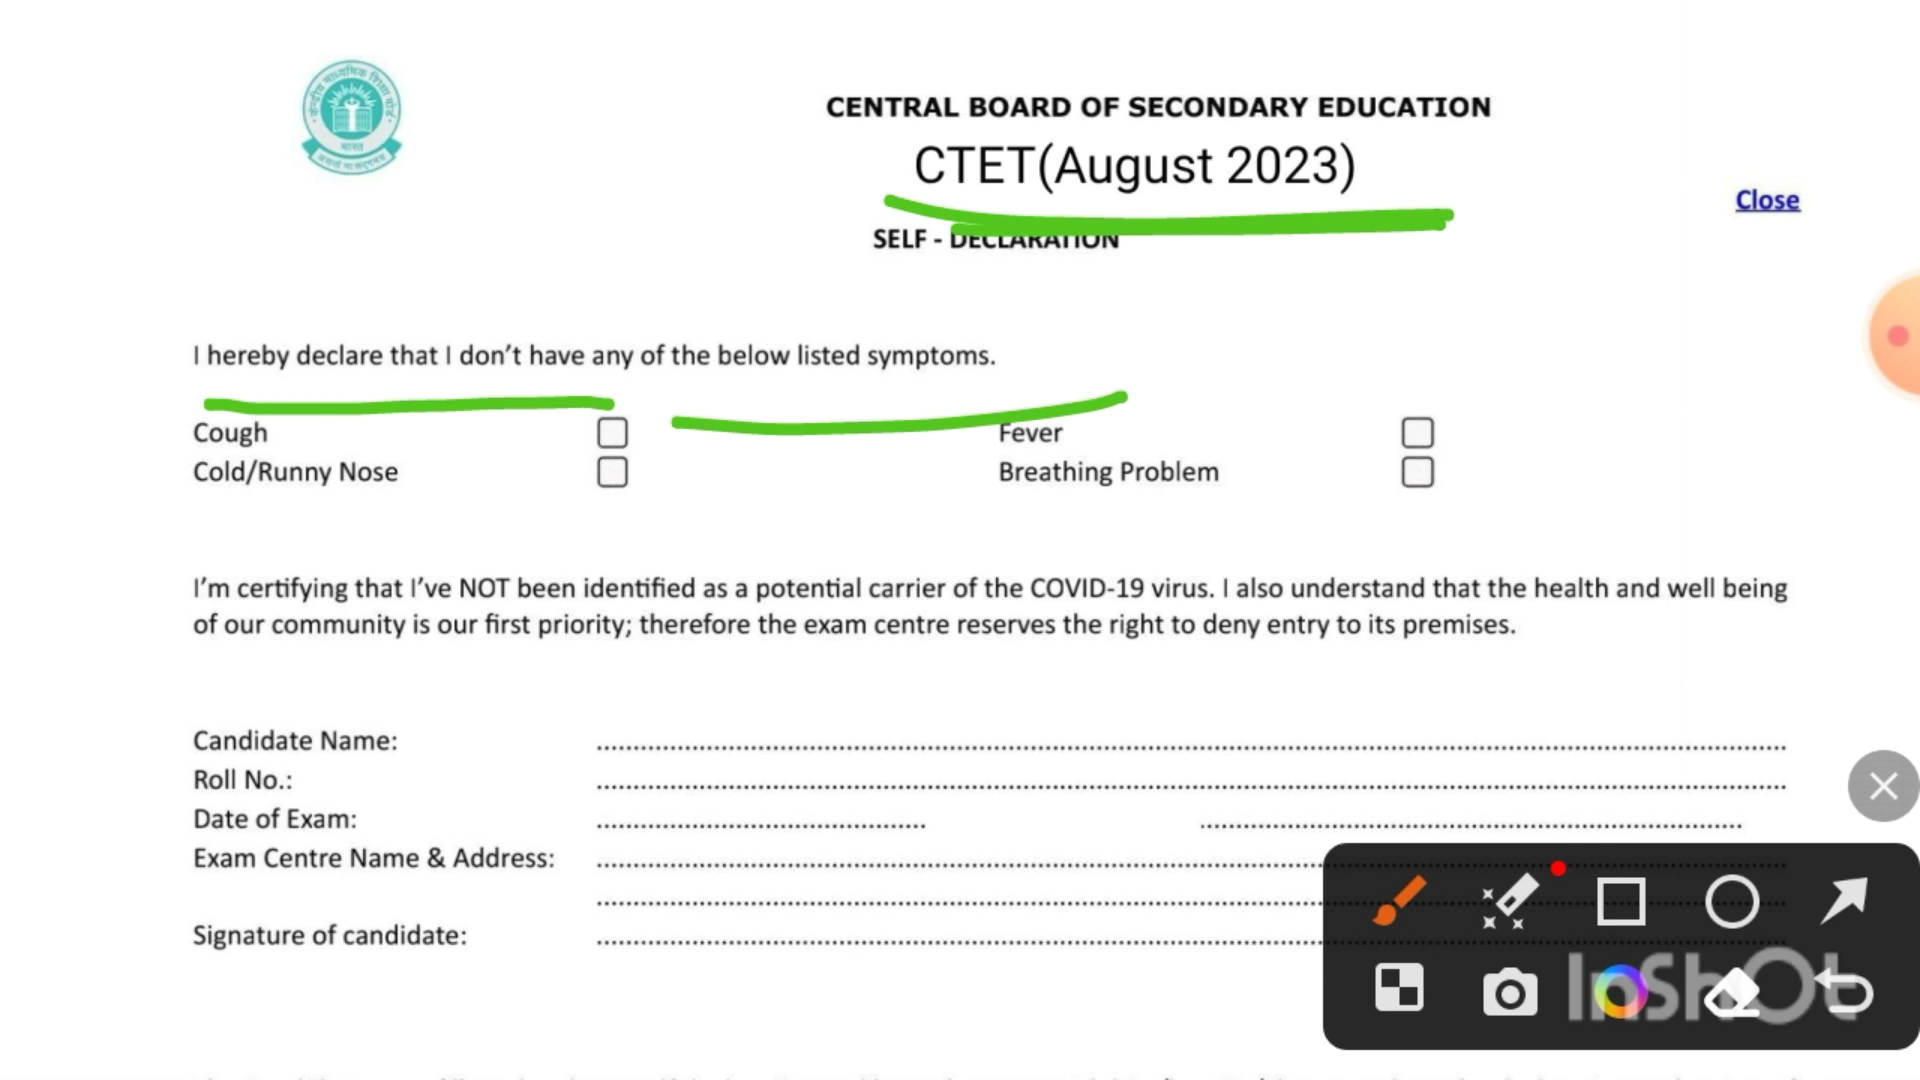 CENTRAL BOARD OF SECONDARY EDUCATION
CTET(August 2023)
Close
SELF - DECLARATION
I hereby declare that I don't have any of the below listed symptoms.
Cough Fever
Cold/Runny Nose Breathing Problem
I'm certifying that I've NOT been identified as a potential carrier of the COVID-19 virus. I also understand that the health and well being
of our community is our first priority; therefore the exam centre reserves the right to deny entry to its premises.
Candidate Name:
Roll No.:
Date of Exam:
Exam Centre Name & Address:
Signature of candidate:
InShOt